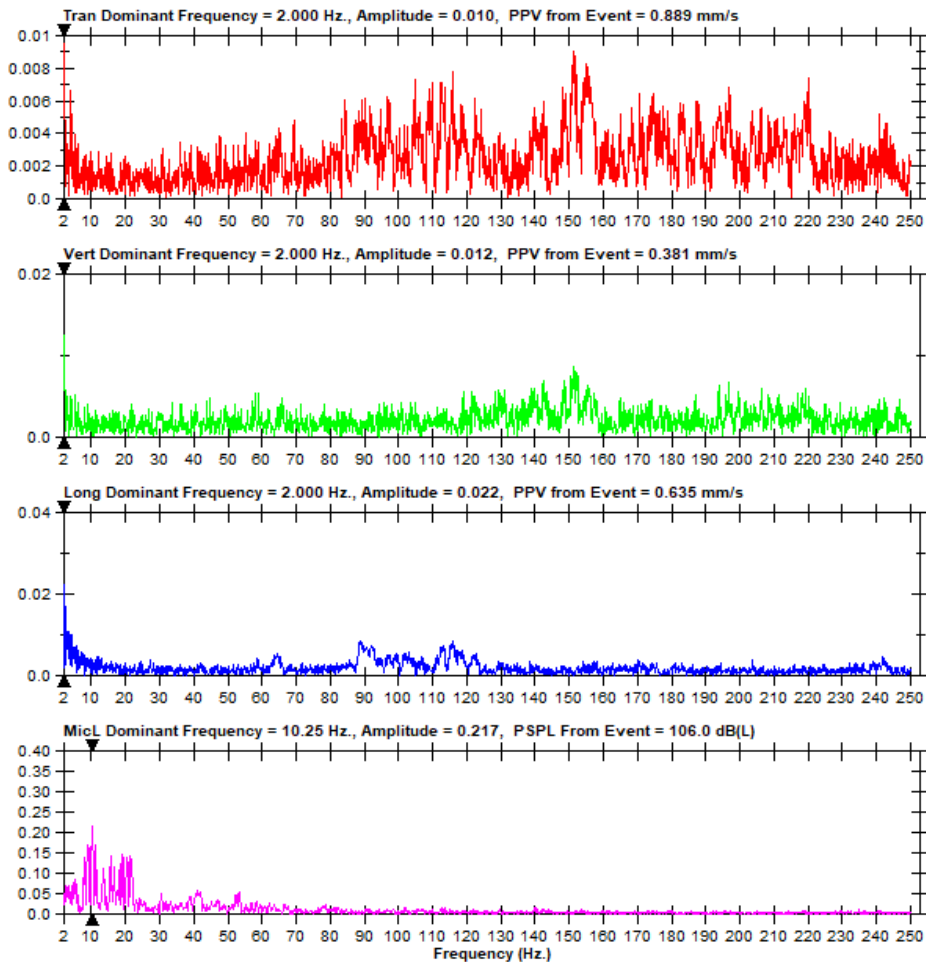 Tran Dominant Frequency = 2.000 Hz., Amplitude = 0.010, PPV from Event = 0.889 mm/s
0.01
0.008
0.006
0.004
0.002
0.0
2 10 20 30 40 50 60 70 80 90 100 110 120 130 140 150 160 170 180 190 200 210 220 230 240 250
Vert Dominant Frequency = 2.000 Hz., Amplitude = 0.012, PPV from Event = 0.381 mm/s
0.02
0.0
2 10 20 30 40 50 60 70 80 90 100 110 120 130 140 150 160 170 180 190 200 210 220 230 240 250
Long Dominant Frequency = 2.000 Hz., Amplitude = 0.022, PPV from Event = 0.635 mm/s
0.04
0.02
0.0
2 10 20 30 40 50 60 70 80 90 100 110 120 130 140 150 160 170 180 190 200 210 220 230 240 250
MicL Dominant Frequency = 10.25 Hz., Amplitude = 0.217, PSPL From Event = 106.0 dB(L)
0.40
0.35
0.30
0.25
0.20
0.15
0.10
0.05
0.0
2 10 20 30 40 50 60 70 80 90 100 110 120 130 140 150 160 170 180 190 200 210 220 230 240 250
Frequency (Hz.)